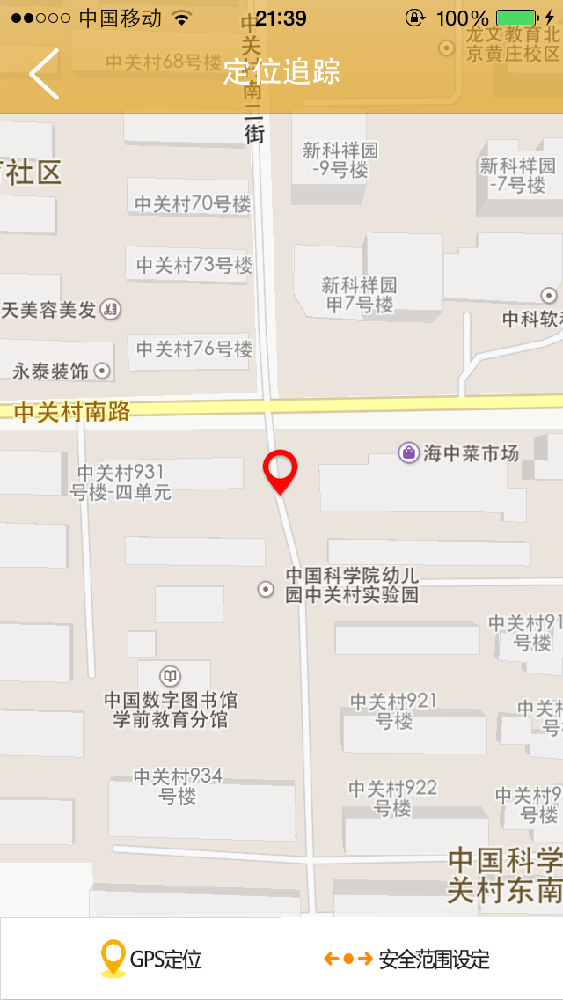 中国移动 21:39 100%
定位追踪
中关村68号楼
龙文教育北
京黄庄校区
中关村南二街
新科祥园
-9号楼
新科祥园
-7号楼
社区
中关村70号楼
中关村73号楼
新科祥园
甲7号楼
天美容美发
中科软
中关村76号楼
永泰装饰
中关村南路
海中菜市场
中关村931
号楼-四单元
中国科学院幼儿
园中关村实验园
中关村91
号楼
中国数字图书馆
学前教育分馆
中关村921
号楼
中关村
号
中关村934
号楼
中关村922
号楼
中关村9
号楼
中国科学
关村东南
GPS定位
安全范围设定